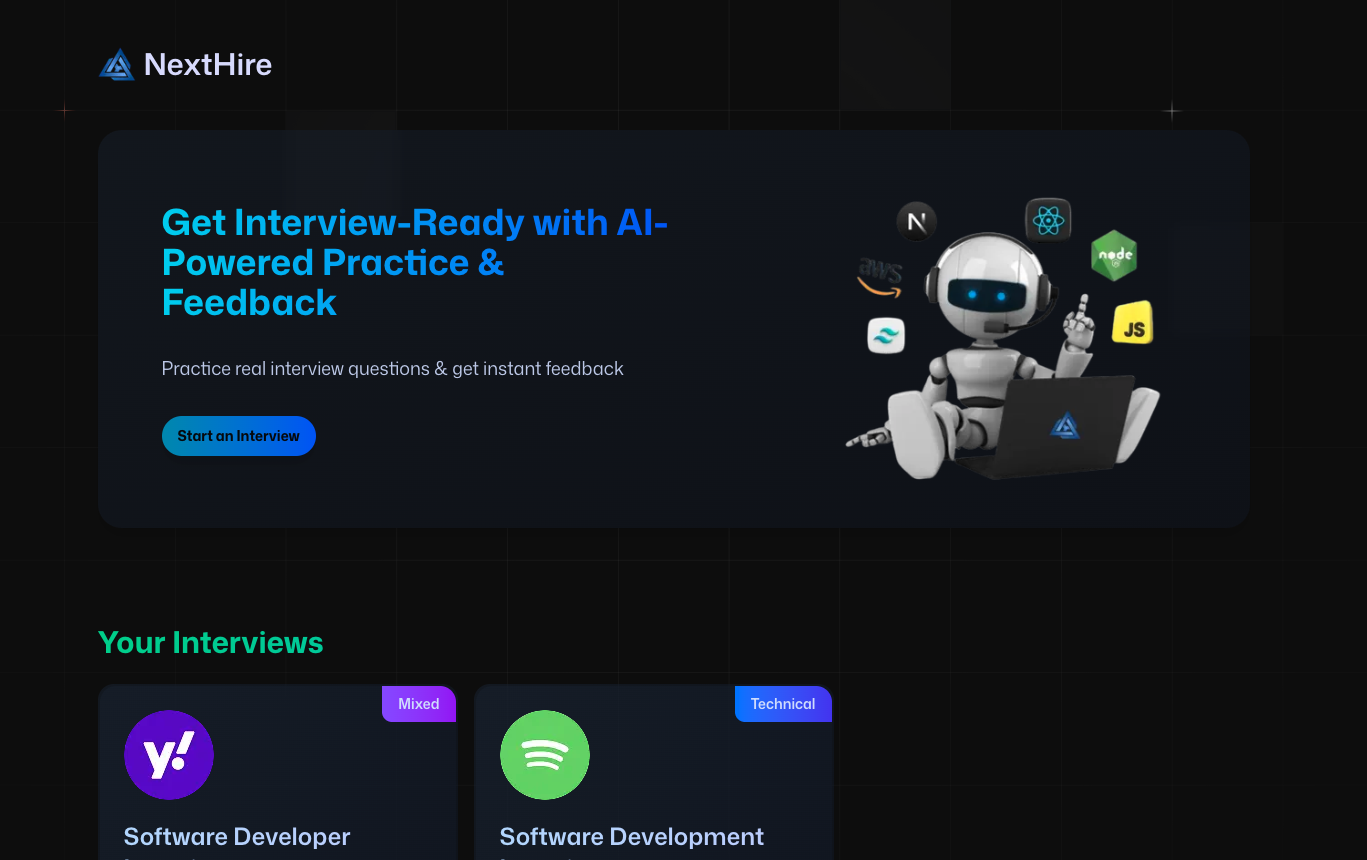 NextHire
Get Interview-Ready with AI-
Powered Practice &
Feedback
Practice real interview questions & get instant feedback
Start an Interview
N
aws
node
JS
Your Interviews
Mixed
Technical
y!
Software Developer
Software Development